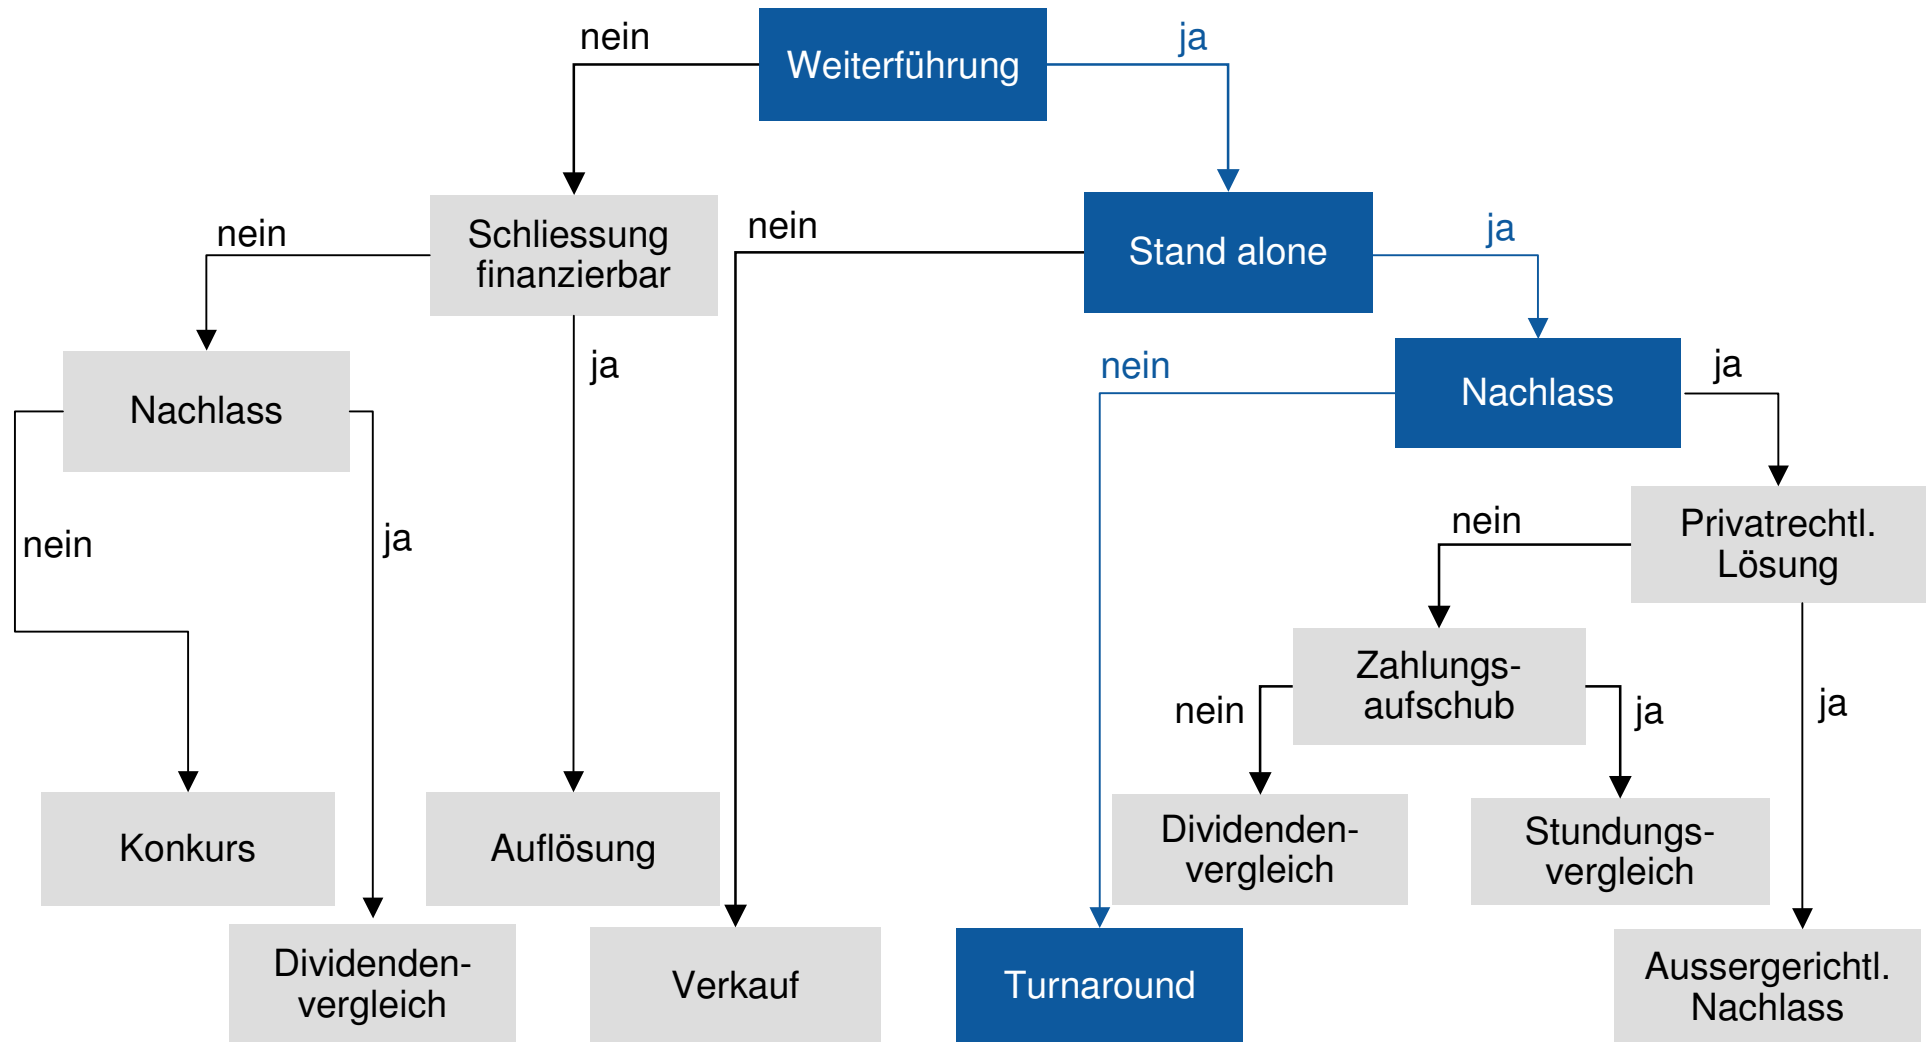 nein
Weiterführung
ja
nein
Schliessung
finanzierbar
nein
Stand alone
ja
Nachlass
ja
nein
Nachlass
ja
nein
ja
nein
Privatrechtl.
Lösung
Zahlungs-
aufschub
nein
ja
ja
Konkurs
Auflösung
Dividenden-
vergleich
Stundungs-
vergleich
Dividenden-
vergleich
Verkauf
Turnaround
Aussergerichtl.
Nachlass